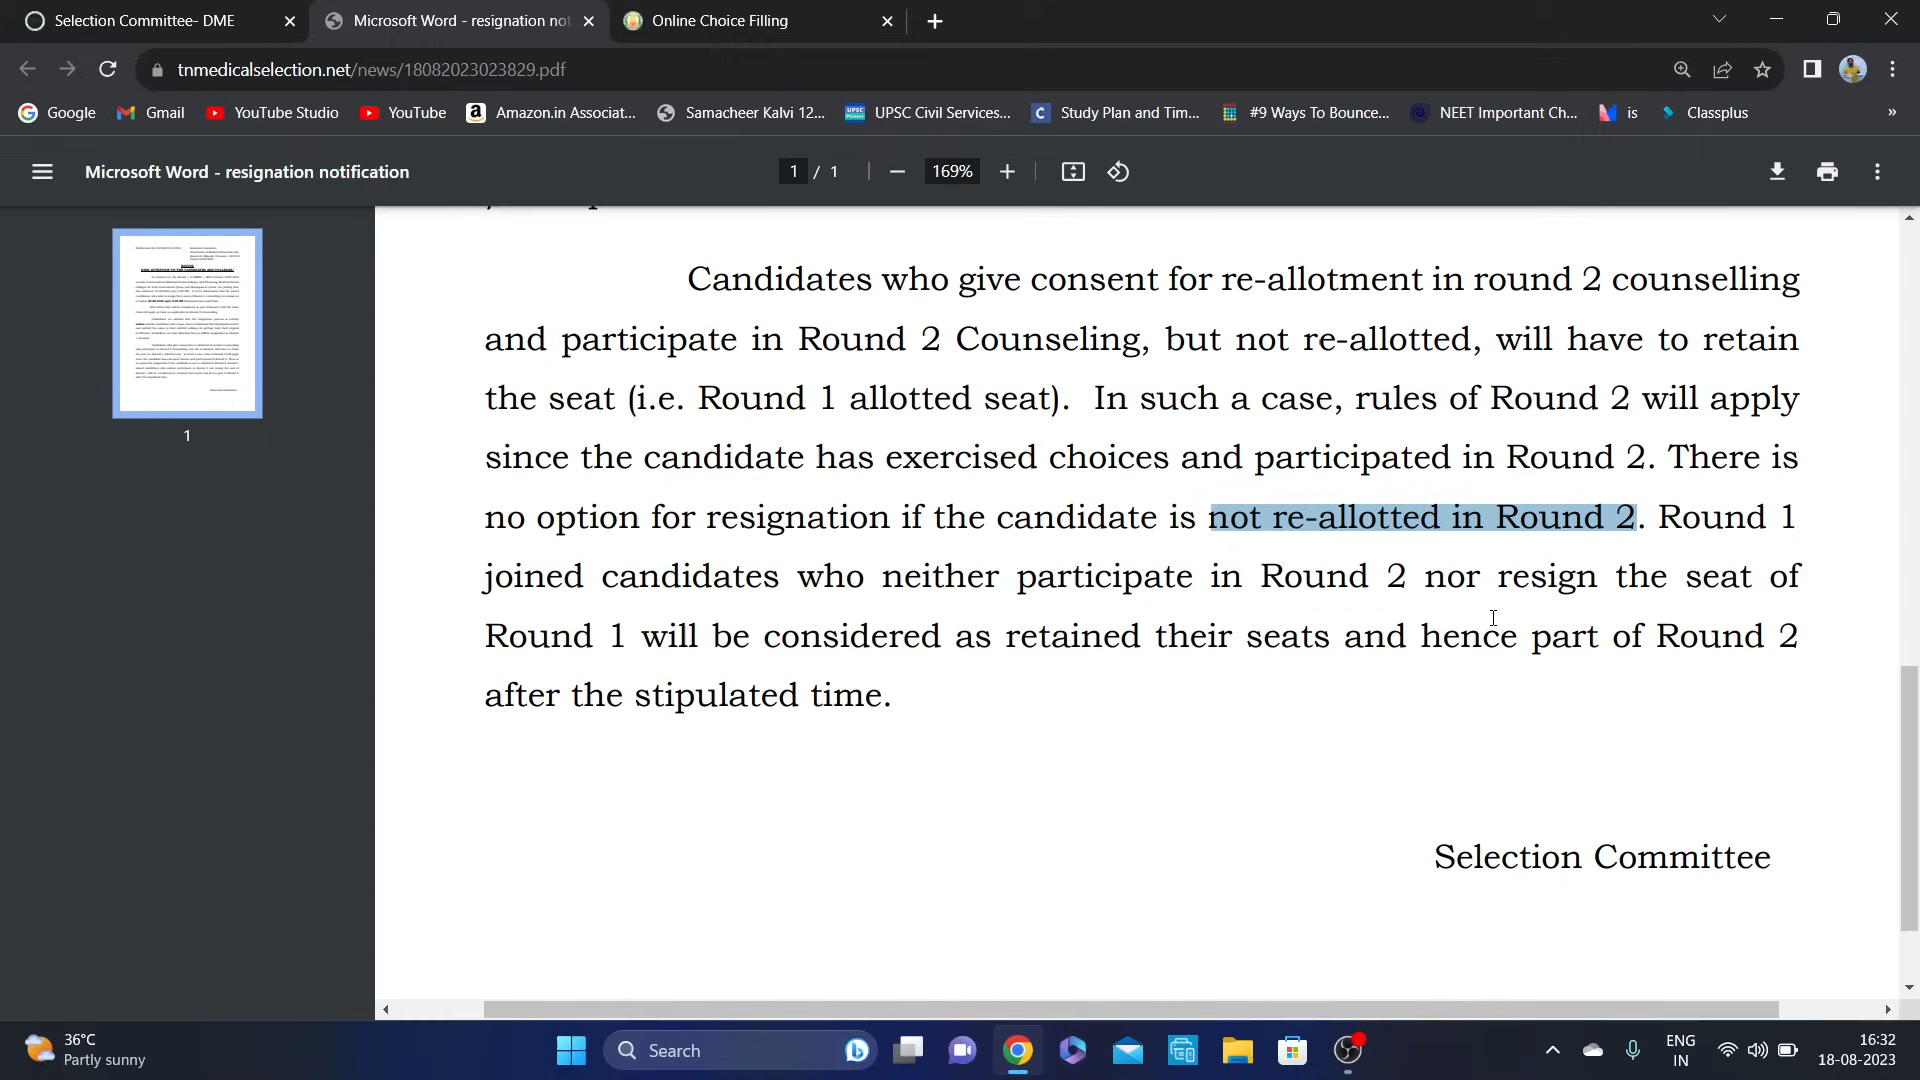 Selection Committee- DME
Microsoft Word - resignation not
Online Choice Filling
tnmedicalselection.net/news/18082023023829.pdf
Google
Gmail
YouTube Studio
YouTube
Amazon.in Associat...
Samacheer Kalvi 12...
UPSC Civil Services...
Study Plan and Tim...
#9 Ways To Bounce...
NEET Important Ch...
is
Classplus
»
Microsoft Word - resignation notification
1 / 1
169%
1
Candidates who give consent for re-allotment in round 2 counselling
and participate in Round 2 Counseling, but not re-allotted, will have to retain
the seat (i.e. Round 1 allotted seat). In such a case, rules of Round 2 will apply
since the candidate has exercised choices and participated in Round 2. There is
no option for resignation if the candidate is not re-allotted in Round 2. Round 1
joined candidates who neither participate in Round 2 nor resign the seat of
Round 1 will be considered as retained their seats and hence part of Round 2
after the stipulated time.
Selection Committee
36°C
Partly sunny
Search
ENG
IN
16:32
18-08-2023